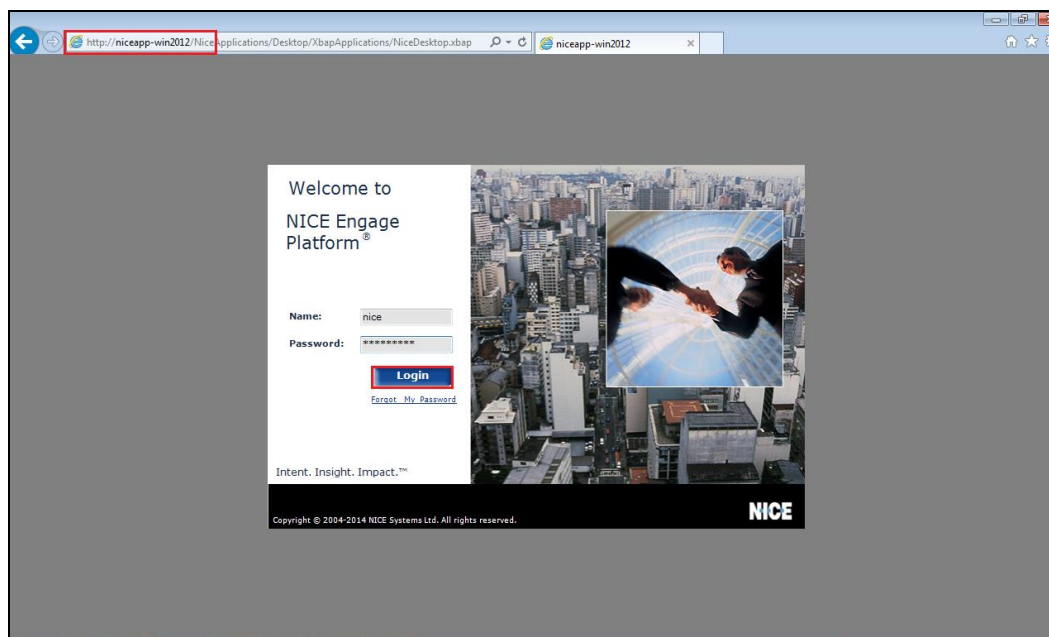 http://niceapp-win2012/NiceApplications/Desktop/XbapApplications/NiceDesktop.xbap
niceapp-win2012
Welcome to
NICE Engage
Platform®
Name: nice
Password: *********
Login
Forgot My Password
Intent. Insight. Impact.™
Copyright © 2004-2014 NICE Systems Ltd. All rights reserved.
NICE